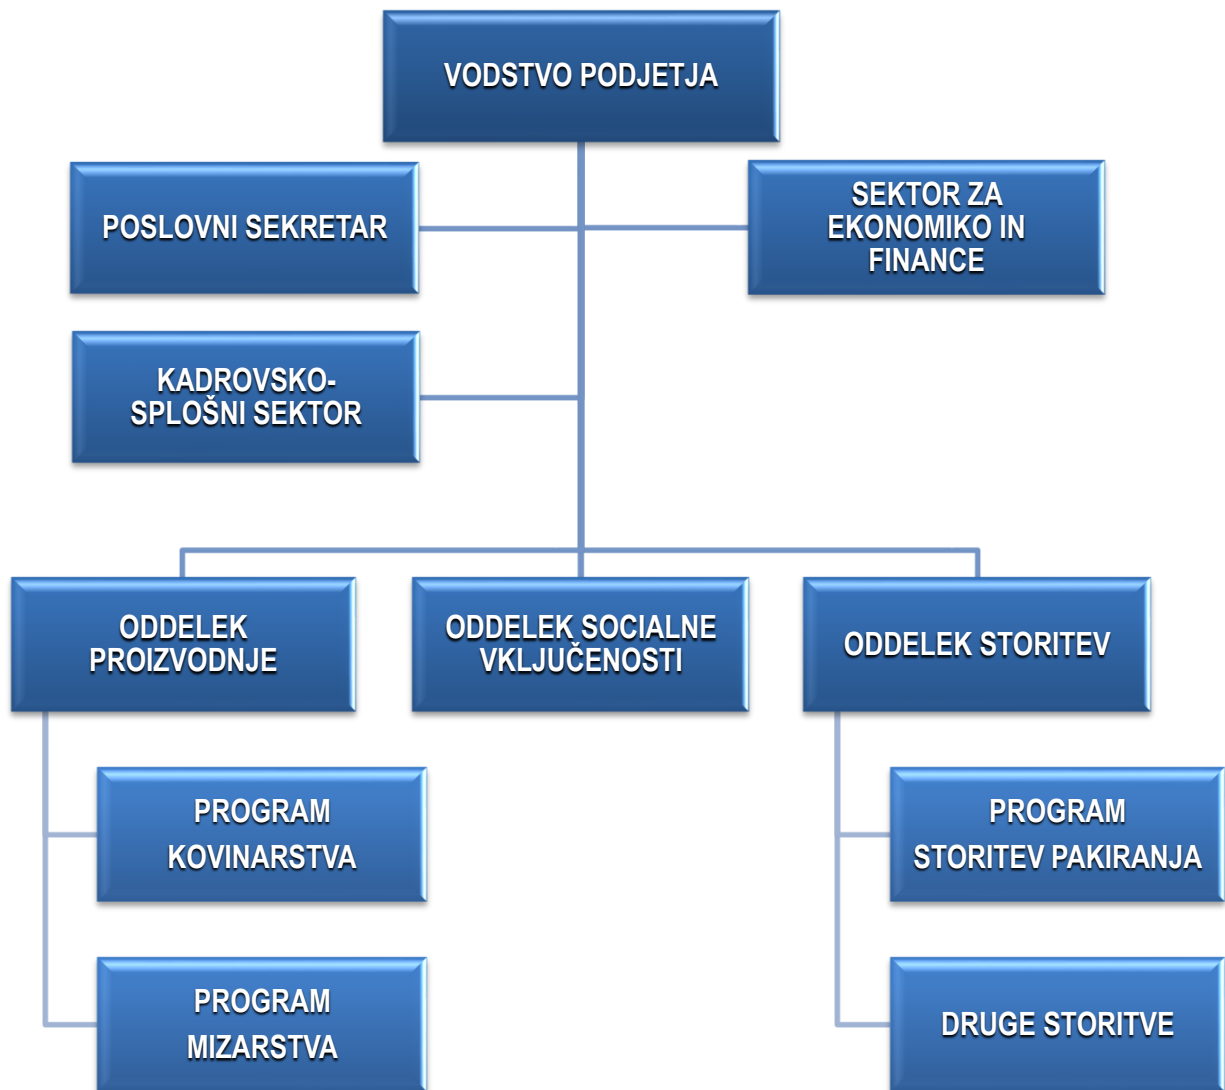 VODSTVO PODJETJA
POSLOVNI SEKRETAR
SEKTOR ZA
EKONOMIKO IN
FINANCE
KADROVSKO-
SPLOŠNI SEKTOR
ODDELEK
PROIZVODNJE
ODDELEK SOCIALNE
VKLJUČENOSTI
ODDELEK STORITEV
PROGRAM
KOVINARSTVA
PROGRAM
STORITEV PAKIRANJA
PROGRAM
MIZARSTVA
DRUGE STORITVE